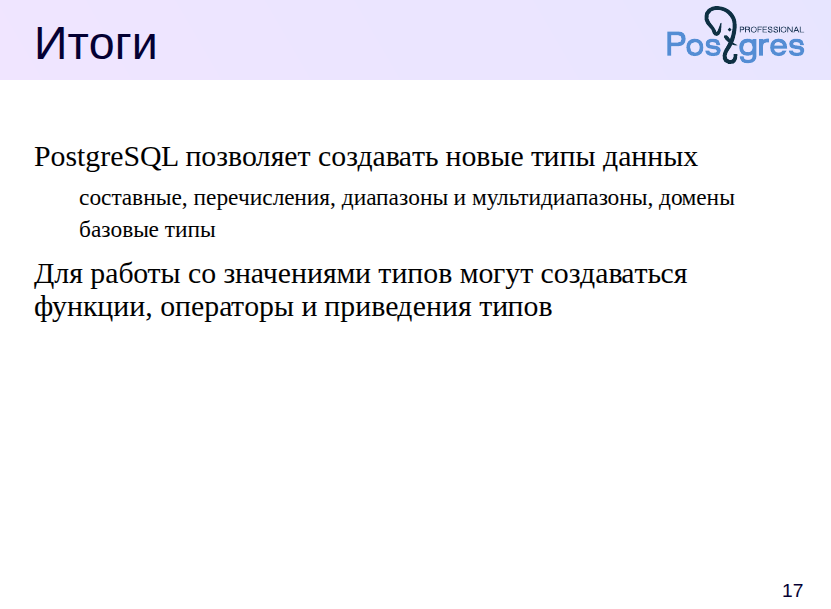 Итоги
PROFESSIONAL
Postgres
PostgreSQL позволяет создавать новые типы данных
составные, перечисления, диапазоны и мультидиапазоны, домены
базовые типы
Для работы со значениями типов могут создаваться
функции, операторы и приведения типов
17